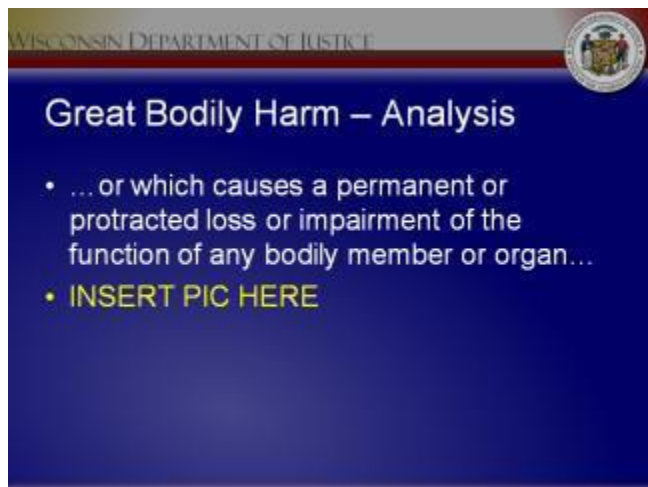 WISCONSIN DEPARTMENT OF JUSTICE
Great Bodily Harm – Analysis
• …or which causes a permanent or
protracted loss or impairment of the
function of any bodily member or organ…
• INSERT PIC HERE